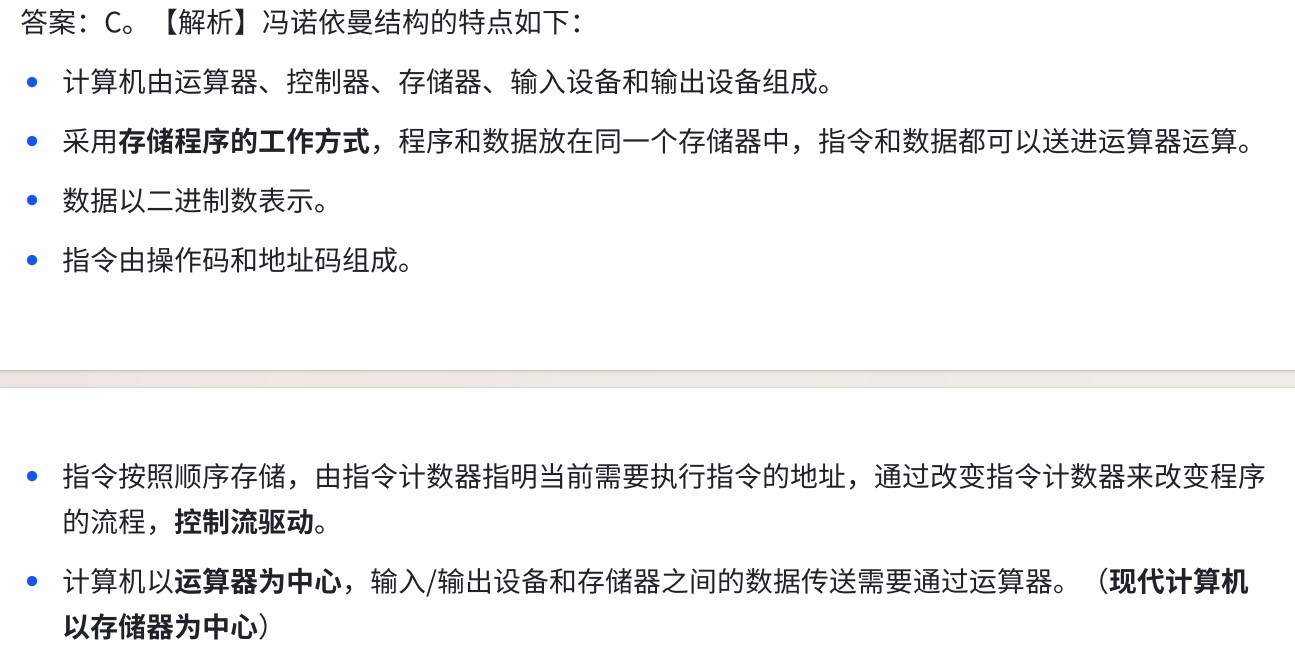 答案：C。【解析】冯诺依曼结构的特点如下：
• 计算机由运算器、控制器、存储器、输入设备和输出设备组成。
• 采用存储程序的工作方式，程序和数据放在同一个存储器中，指令和数据都可以送进运算器运算。
• 数据以二进制数表示。
• 指令由操作码和地址码组成。
• 指令按照顺序存储，由指令计数器指明当前需要执行指令的地址，通过改变指令计数器来改变程序
的流程，控制流驱动。
• 计算机以运算器为中心，输入/输出设备和存储器之间的数据传送需要通过运算器。（现代计算机
以存储器为中心）